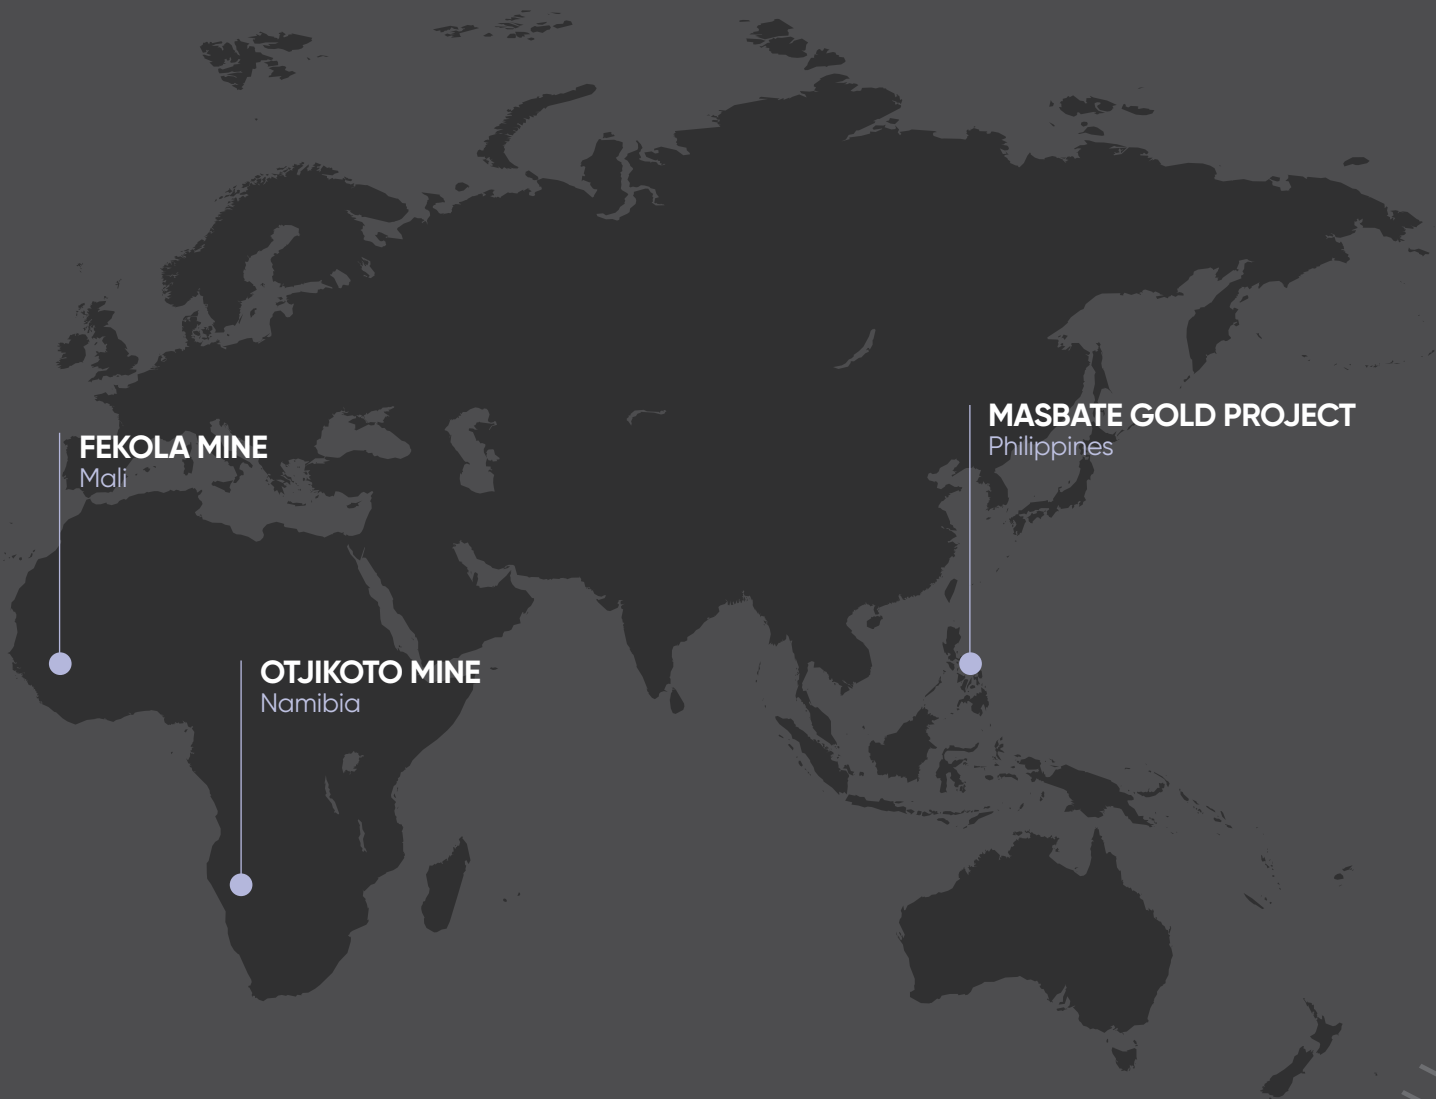 MASBATE GOLD PROJECT
Philippines
FEKOLA MINE
Mali
OTJIKOTO MINE
Namibia